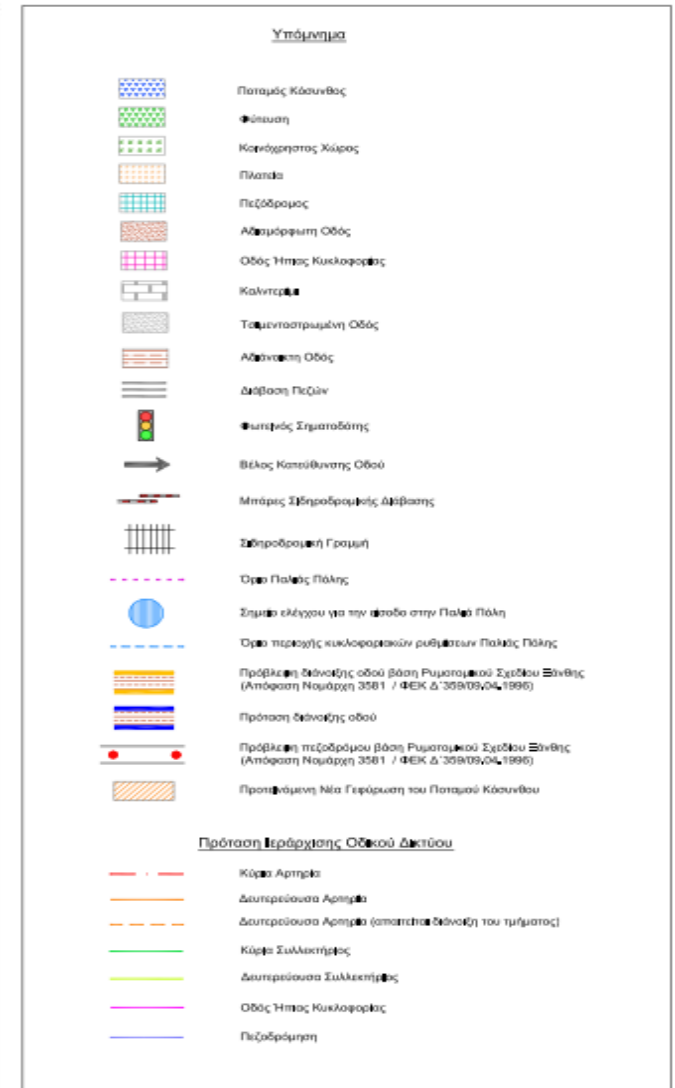 Υπόμνημα
Ποταμός Κόσυνθος
Φύτευση
Κοινόχρηστος Χώρος
Πλατεία
Πεζόδρομος
Αδιαμόρφωτη Οδός
Οδός Ήπιας Κυκλοφορίας
Καλντερίμι
Τσιμεντοστρωμένη Οδός
Αδιάνοικτη Οδός
Διάβαση Πεζών
Φωτεινός Σηματοδότης
Βέλος Κατεύθυνσης Οδού
Μπάρες Σιδηροδρομικής Διάβασης
Σιδηροδρομική Γραμμή
Όριο Παλιάς Πόλης
Σημείο ελέγχου για την είσοδο στην Παλιά Πόλη
Όριο περιοχής κυκλοφοριακών ρυθμίσεων Παλιάς Πόλης
Πρόβλεψη διάνοιξης οδού βάση Ρυμοτομικού Σχεδίου Ξάνθης
(Απόφαση Νομάρχη 3581 / ΦΕΚ Δ΄359/09.04.1996)
Πρόταση διάνοιξης οδού
Πρόβλεψη πεζοδρόμου βάση Ρυμοτομικού Σχεδίου Ξάνθης
(Απόφαση Νομάρχη 3581 / ΦΕΚ Δ΄359/09.04.1996)
Προτεινόμενη Νέα Γεφύρωση του Ποταμού Κόσυνθου
Πρόταση Ιεράρχισης Οδικού Δικτύου
Κύρια Αρτηρία
Δευτερεύουσα Αρτηρία
Δευτερεύουσα Αρτηρία (απαιτείται διάνοιξη του τμήματος)
Κύρια Συλλεκτήριος
Δευτερεύουσα Συλλεκτήριος
Οδός Ήπιας Κυκλοφορίας
Πεζοδρόμηση